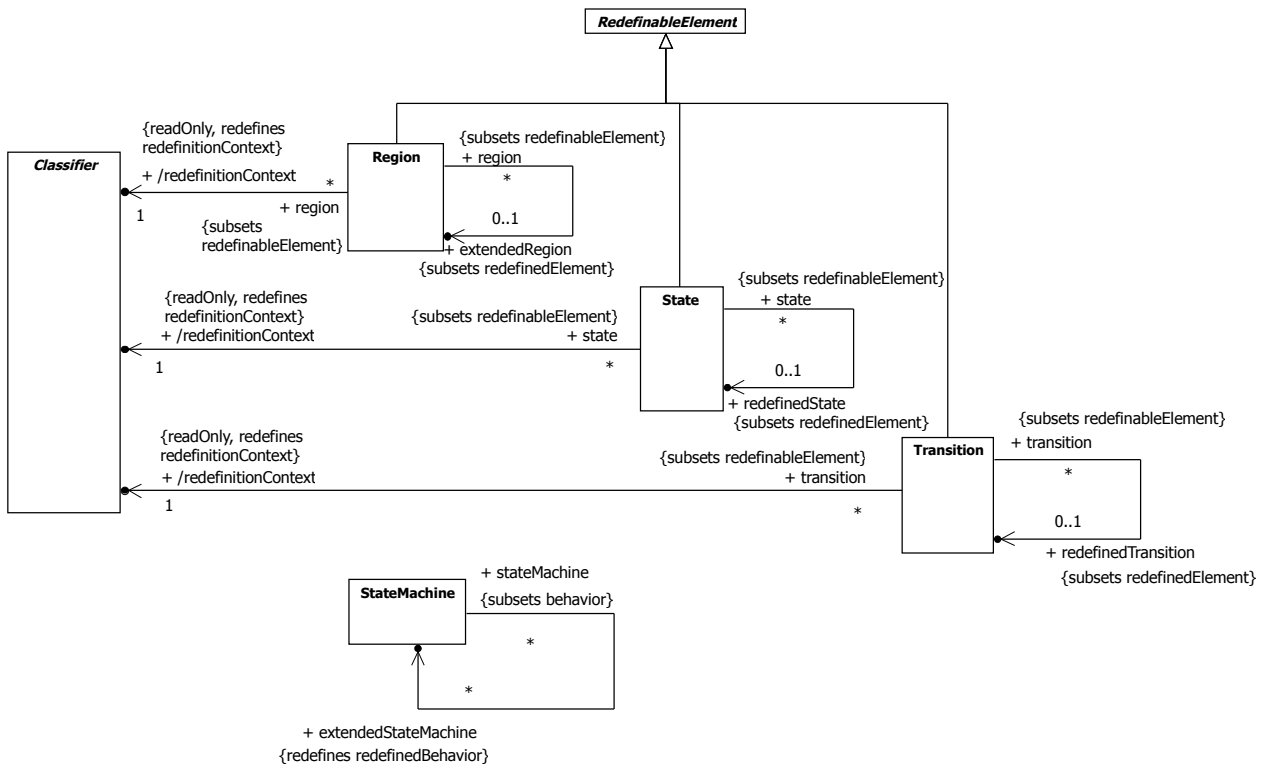 RedefinableElement
{readOnly, redefines
redefinitionContext}
+ /redefinitionContext
1
Classifier
*
+ region
{subsets
redefinableElement}
Region
{subsets redefinableElement}
+ region
*
0..1
+ extendedRegion
{subsets redefinedElement}
{readOnly, redefines
redefinitionContext}
+ /redefinitionContext
1
{subsets redefinableElement}
+ state
*
State
{subsets redefinableElement}
+ state
*
0..1
+ redefinedState
{subsets redefinedElement}
{readOnly, redefines
redefinitionContext}
+ /redefinitionContext
1
{subsets redefinableElement}
+ transition
*
Transition
{subsets redefinableElement}
+ transition
*
0..1
+ redefinedTransition
{subsets redefinedElement}
StateMachine
+ stateMachine
{subsets behavior}
*
*
+ extendedStateMachine
{redefines redefinedBehavior}